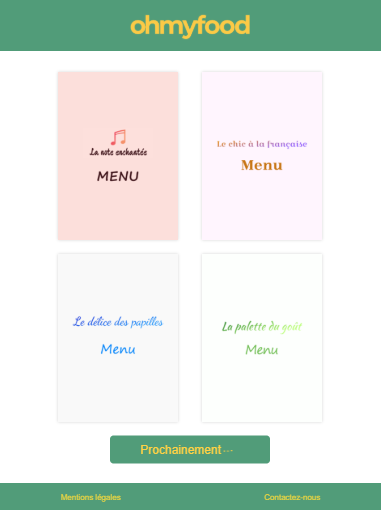 ohmyfood
La note enchantée
MENU
Le chic à la française
Menu
Le délice des papilles
Menu
La palette du goût
Menu
Prochainement ...
Mentions légales
Contactez-nous